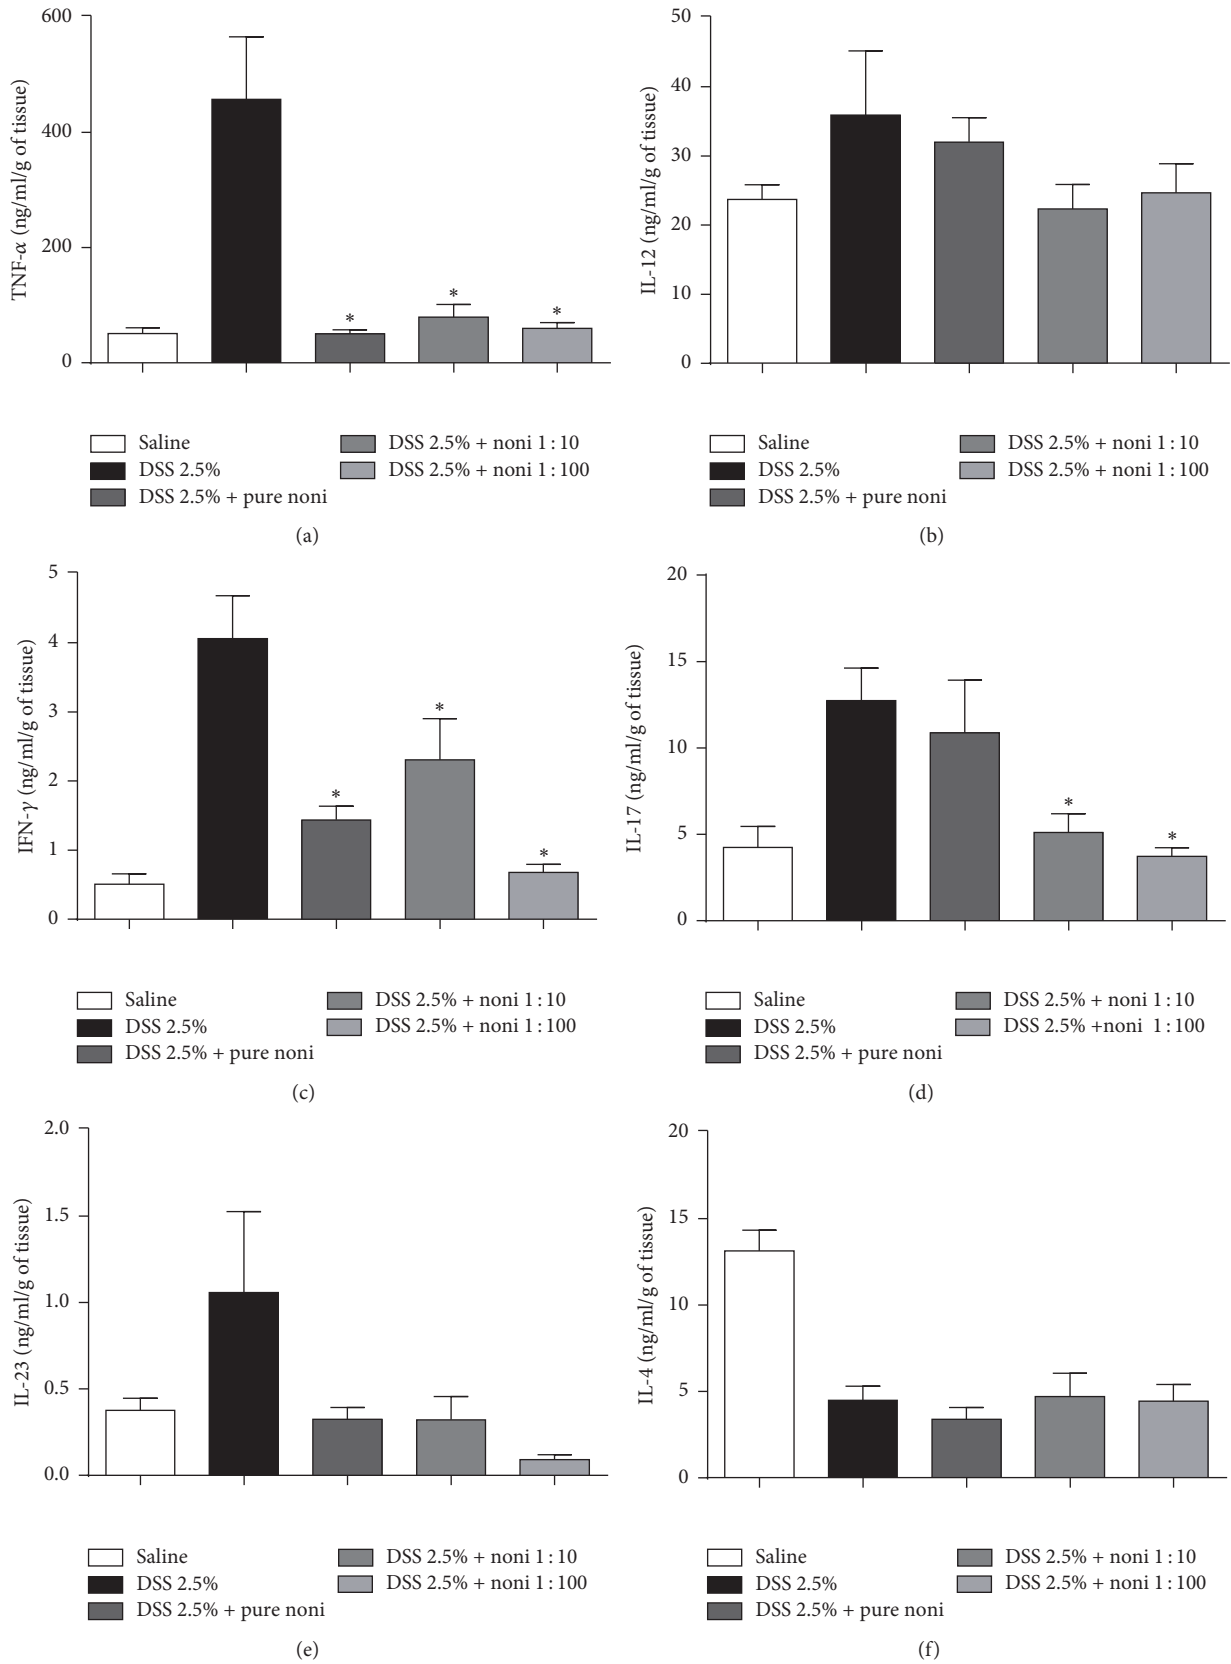 TNF-α (ng/ml/g of tissue)
600
400
200
0
*
*
*
Saline
DSS 2.5%
DSS 2.5% + pure noni
DSS 2.5% + noni 1 : 10
DSS 2.5% + noni 1 : 100
(a)
IL-12 (ng/ml/g of tissue)
50
40
30
20
10
0
Saline
DSS 2.5%
DSS 2.5% + pure noni
DSS 2.5% + noni 1 : 10
DSS 2.5% + noni 1 : 100
(b)
IFN-γ (ng/ml/g of tissue)
5
4
3
2
1
0
*
*
*
Saline
DSS 2.5%
DSS 2.5% + pure noni
DSS 2.5% + noni 1 : 10
DSS 2.5% + noni 1 : 100
(c)
IL-17 (ng/ml/g of tissue)
20
15
10
5
0
*
*
Saline
DSS 2.5%
DSS 2.5% + pure noni
DSS 2.5% + noni 1 : 10
DSS 2.5% +noni 1 : 100
(d)
IL-23 (ng/ml/g of tissue)
2.0
1.5
1.0
0.5
0.0
Saline
DSS 2.5%
DSS 2.5% + pure noni
DSS 2.5% + noni 1 : 10
DSS 2.5% + noni 1 : 100
(e)
IL-4 (ng/ml/g of tissue)
20
15
10
5
0
Saline
DSS 2.5%
DSS 2.5% + pure noni
DSS 2.5% + noni 1 : 10
DSS 2.5% + noni 1 : 100
(f)